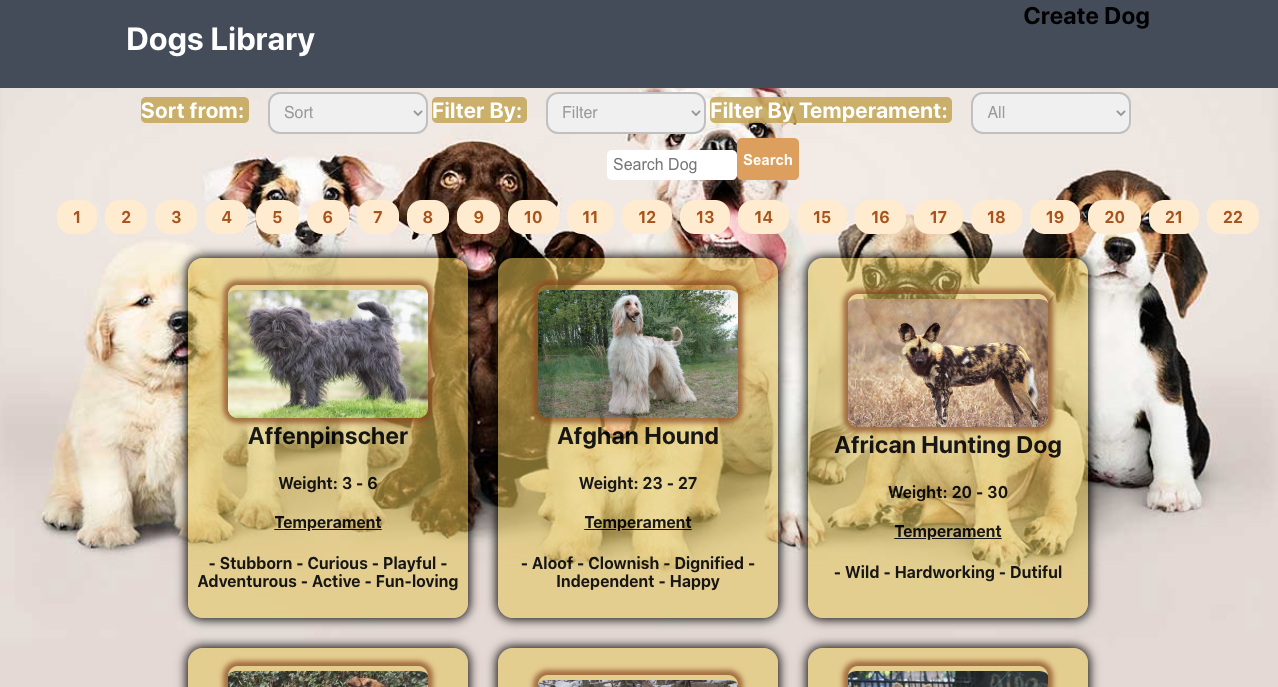 Dogs Library
Create Dog
Sort from: Sort Filter By: Filter Filter By Temperament: All
Search Dog Search
1 2 3 4 5 6 7 8 9 10 11 12 13 14 15 16 17 18 19 20 21 22
Affenpinscher
Weight: 3 - 6
Temperament
- Stubborn - Curious - Playful -
Adventurous - Active - Fun-loving
Afghan Hound
Weight: 23 - 27
Temperament
- Aloof - Clownish - Dignified -
Independent - Happy
African Hunting Dog
Weight: 20 - 30
Temperament
- Wild - Hardworking - Dutiful